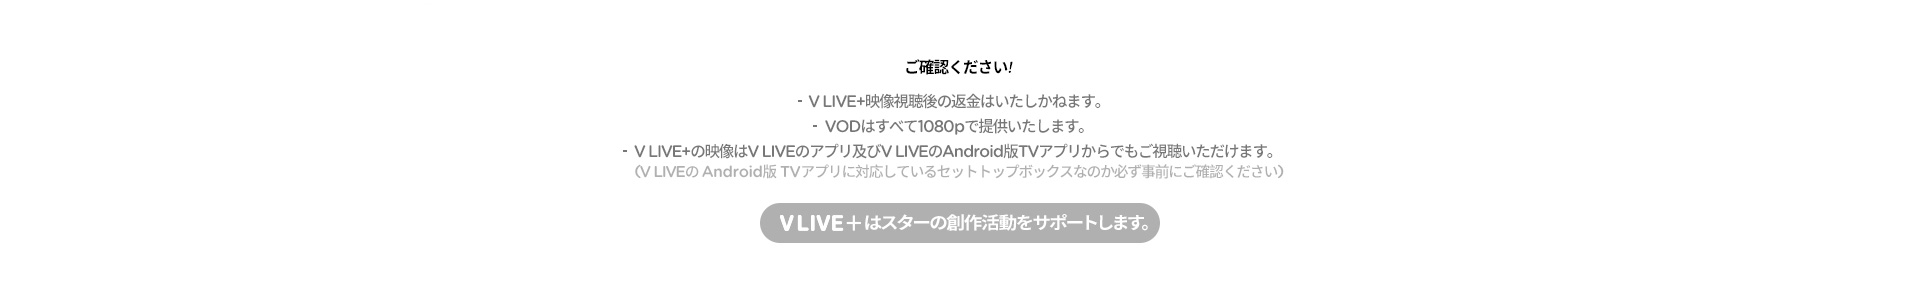 ご確認ください!
- V LIVE+映像視聴後の返金はいたしかねます。
- VODはすべて1080pで提供いたします。
- V LIVE+の映像はV LIVEのアプリ及びV LIVEのAndroid版TVアプリからでもご視聴いただけます。
(V LIVEの Android版 TVアプリに対応しているセットトップボックスなのか必ず事前にご確認ください)
V LIVE+はスターの創作活動をサポートします。